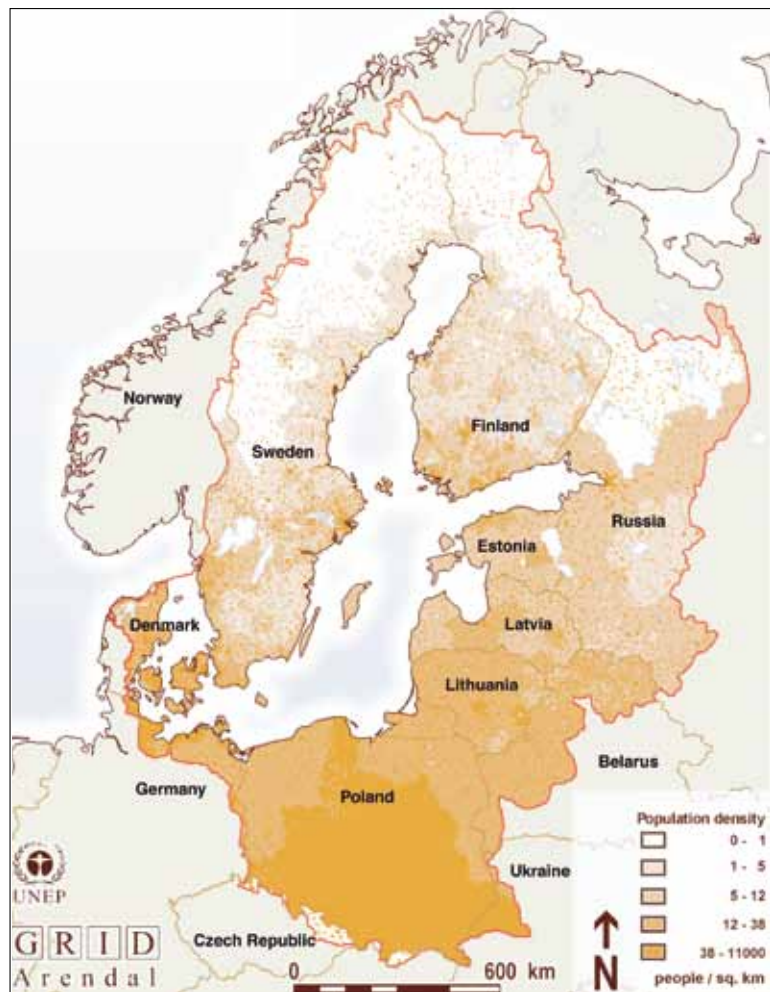 Norway
Sweden
Finland
Russia
Estonia
Latvia
Denmark
Lithuania
Belarus
Germany
Poland
Ukraine
Czech Republic
UNEP
GRID
Arendal
Population density
0 - 1
1 - 5
5 - 12
12 - 38
38 - 11000
people / sq. km
0 600 km
N